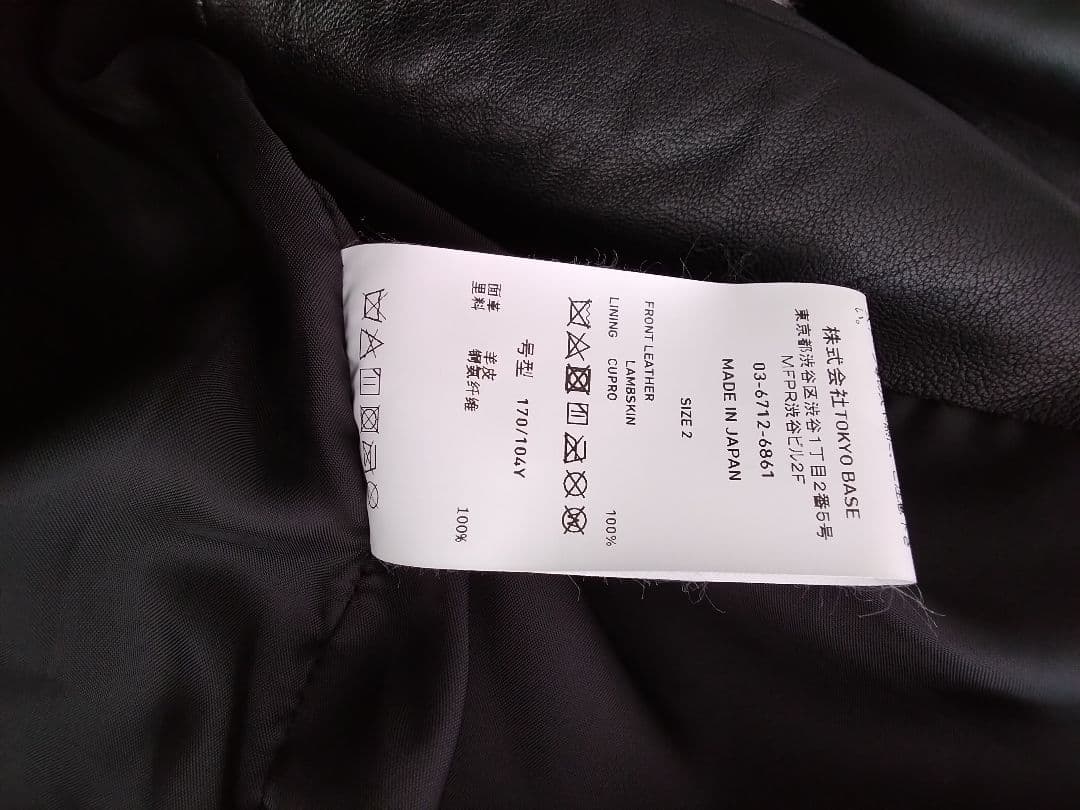 い。
株式会社TOKYO BASE
東京都渋谷区渋谷1丁目2番5号
MFPR渋谷ビル2F
03-6712-6861
MADE IN JAPAN
SIZE 2
FRONT LEATHER
LAMBSKIN
LINING CUPRO 100%
号型 170/104Y
面革 羊皮
里料 铜氨纤维 100%